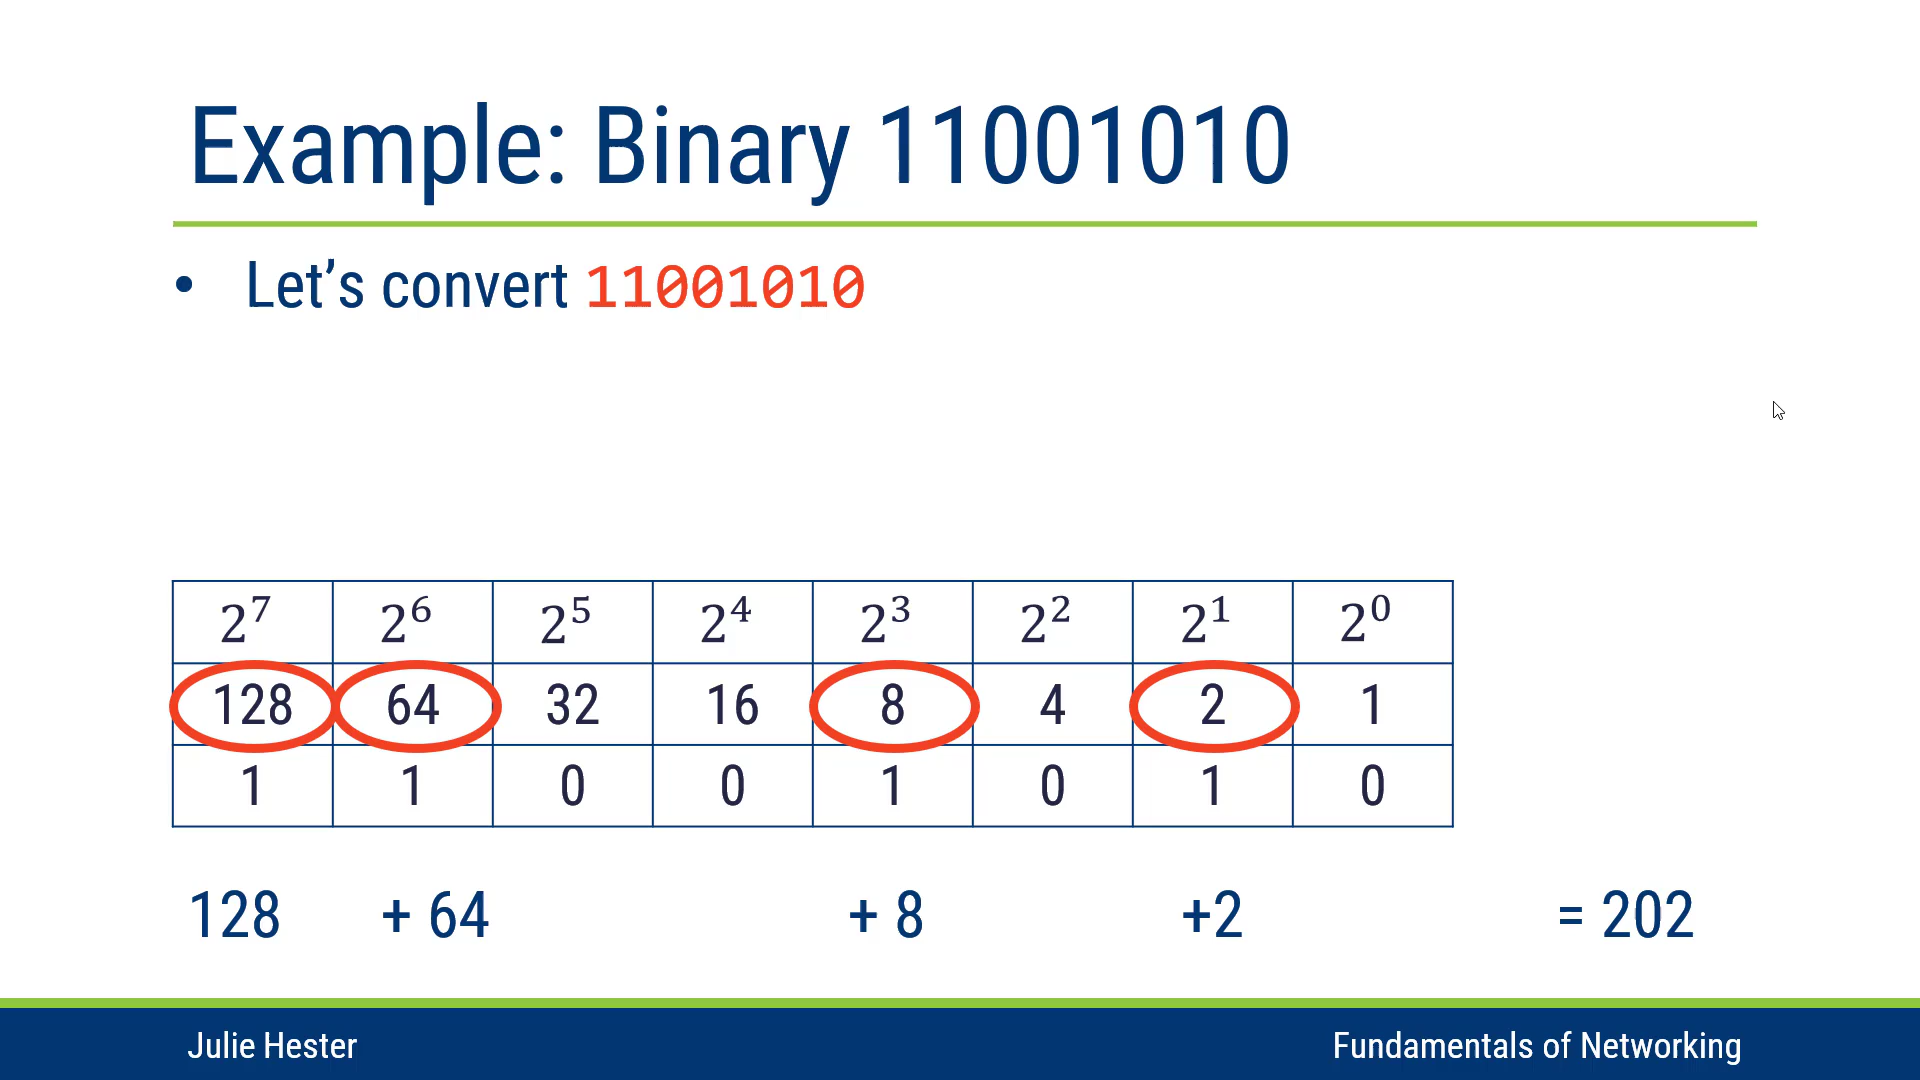 Example: Binary 11001010
• Let’s convert 11001010
2⁷ 2⁶ 2⁵ 2⁴ 2³ 2² 2¹ 2⁰
128 64 32 16 8 4 2 1
1 1 0 0 1 0 1 0
128 + 64 + 8 +2 = 202
Julie Hester
Fundamentals of Networking